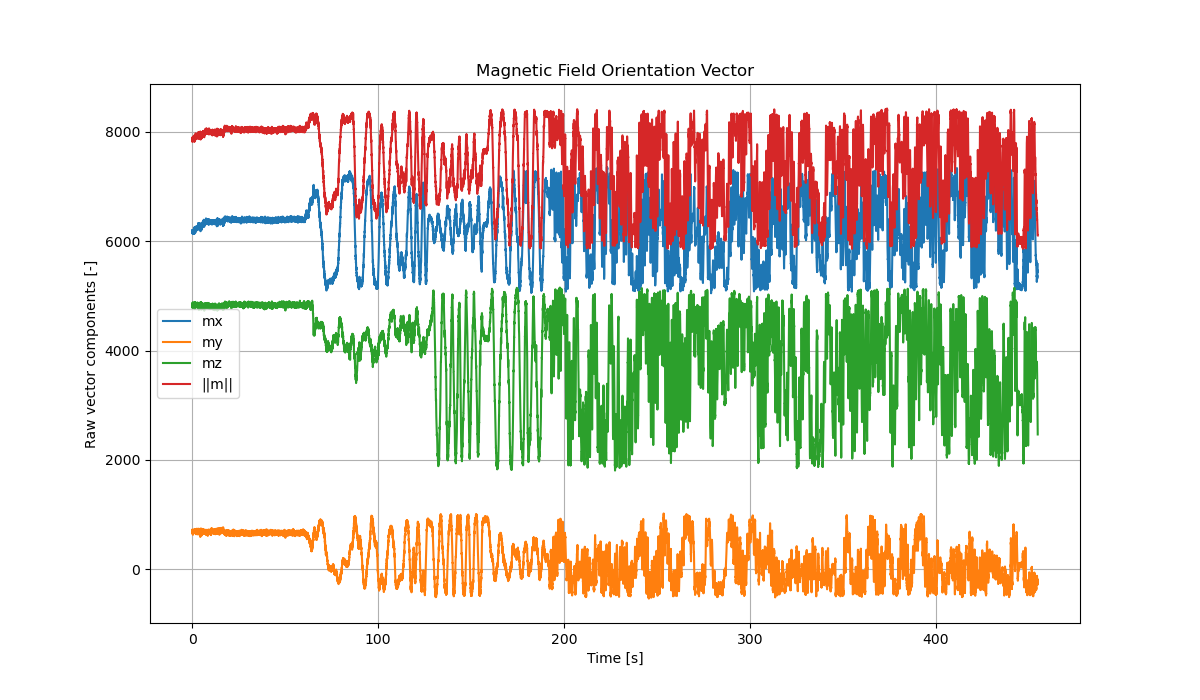 Magnetic Field Orientation Vector
Raw vector components [-]
8000
6000
4000
2000
0
mx
my
mz
||m||
0 100 200 300 400
Time [s]